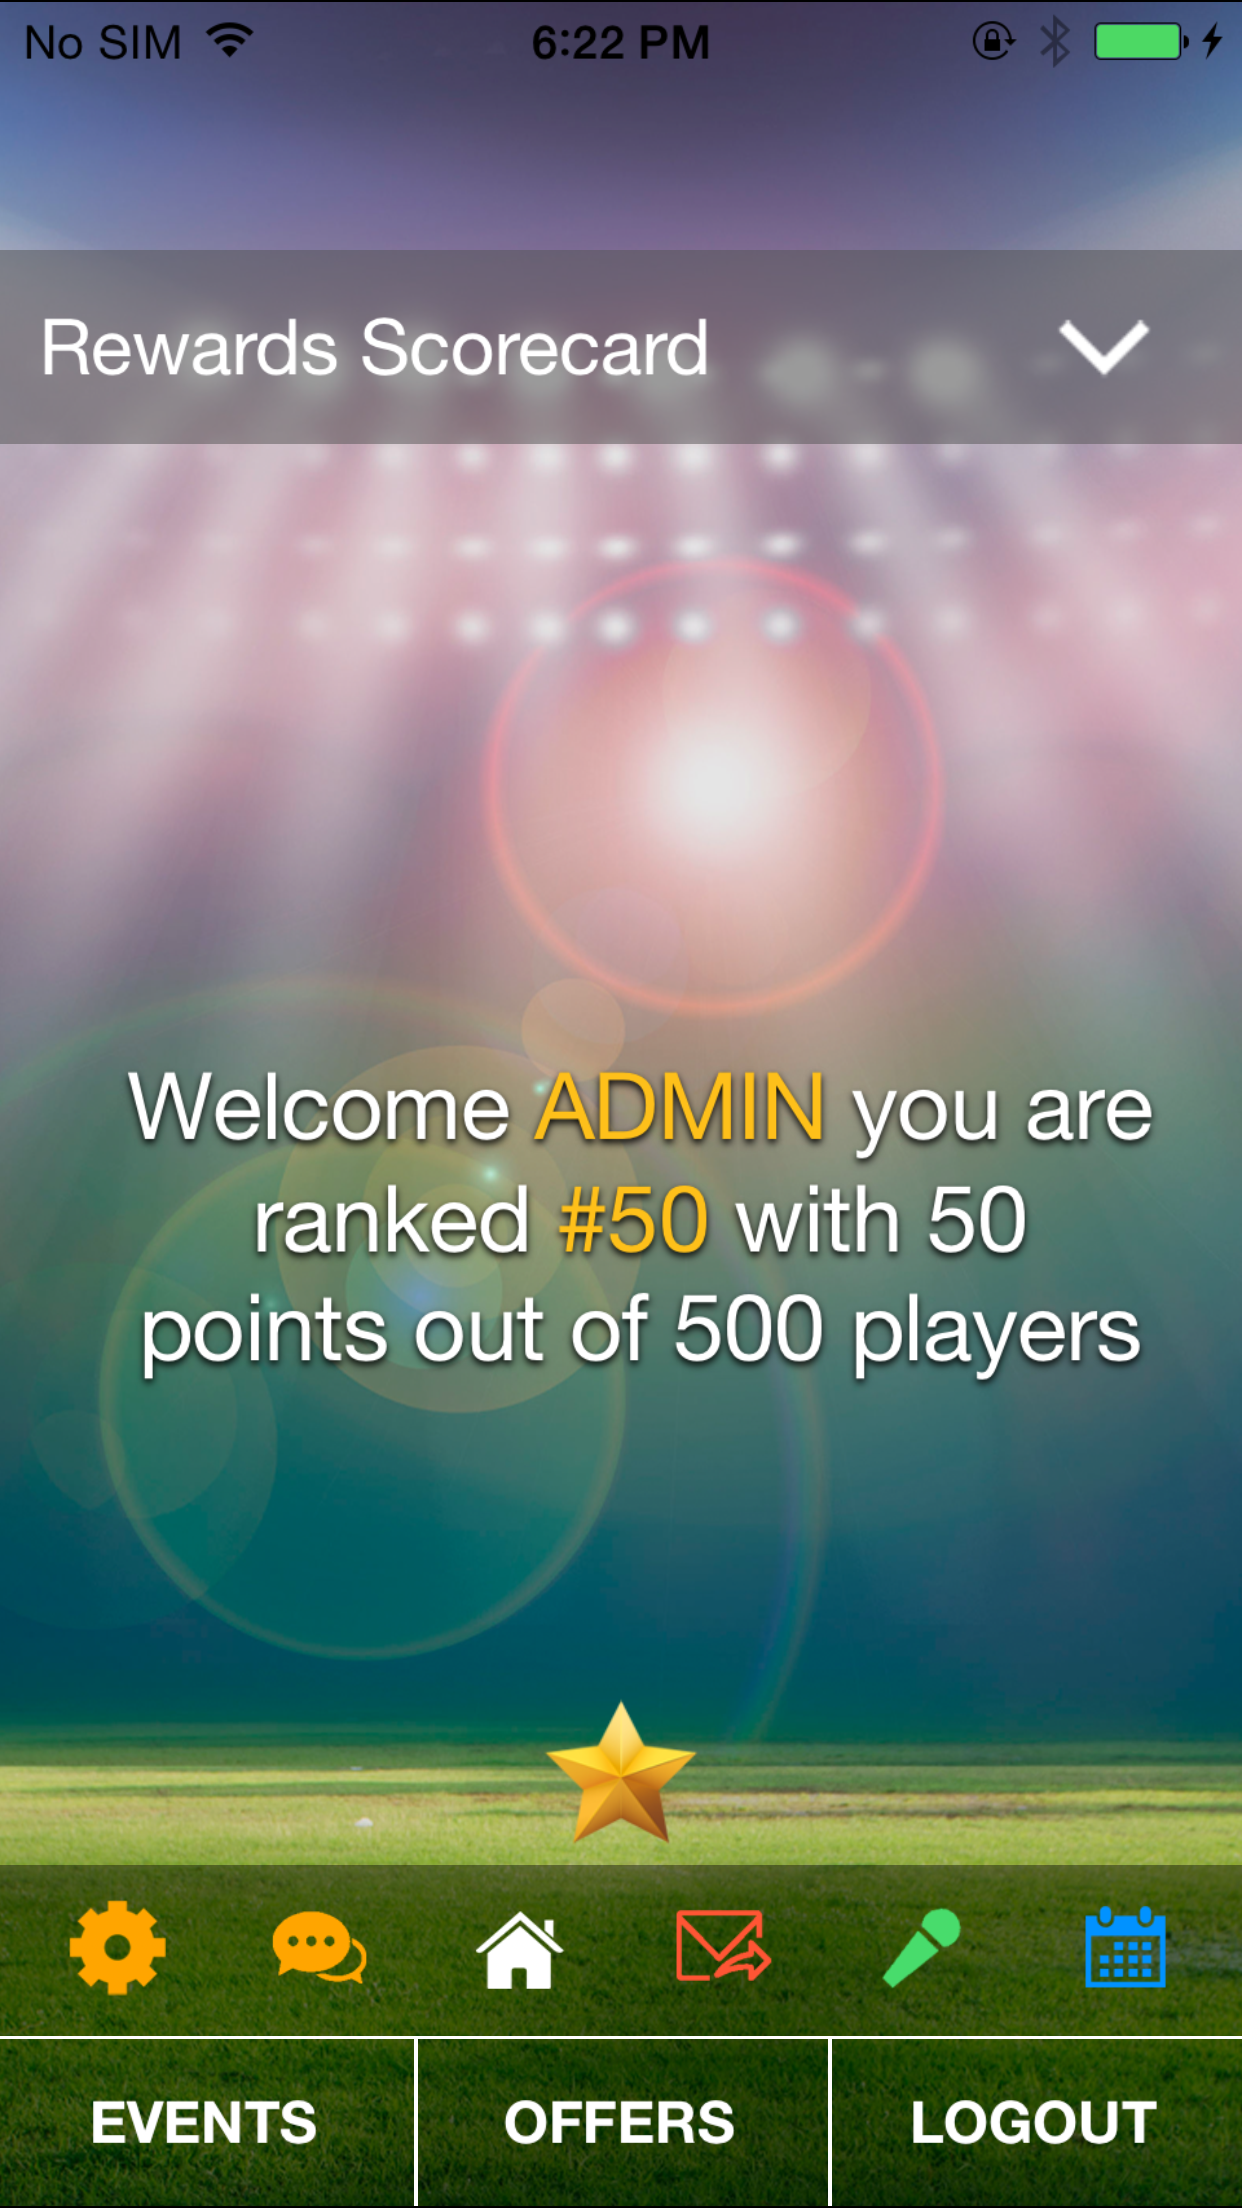 No SIM 6:22 PM
Rewards Scorecard
Welcome ADMIN you are
ranked #50 with 50
points out of 500 players
EVENTS OFFERS LOGOUT